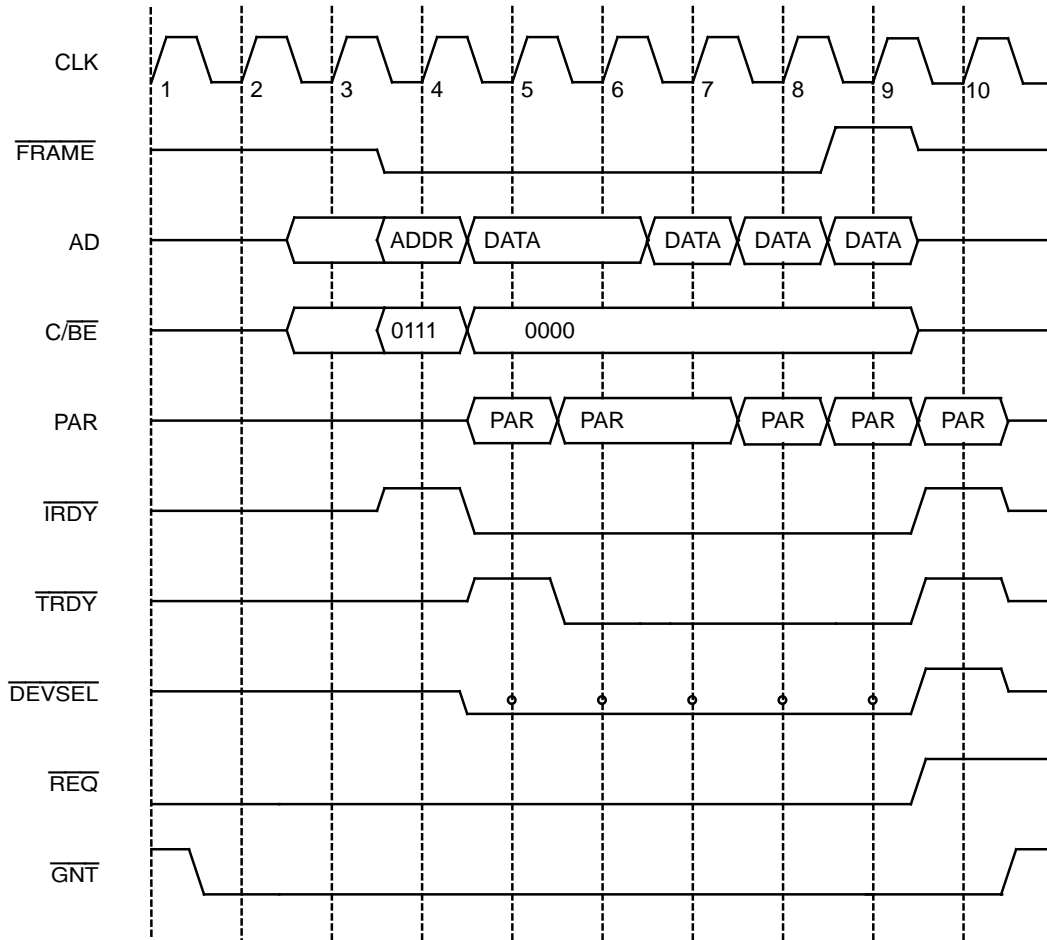 CLK
1 2 3 4 5 6 7 8 9 10
FRAME
AD
ADDR DATA DATA DATA DATA
C/BE
0111 0000
PAR
PAR PAR PAR PAR PAR
IRDY
TRDY
DEVSEL
REQ
GNT